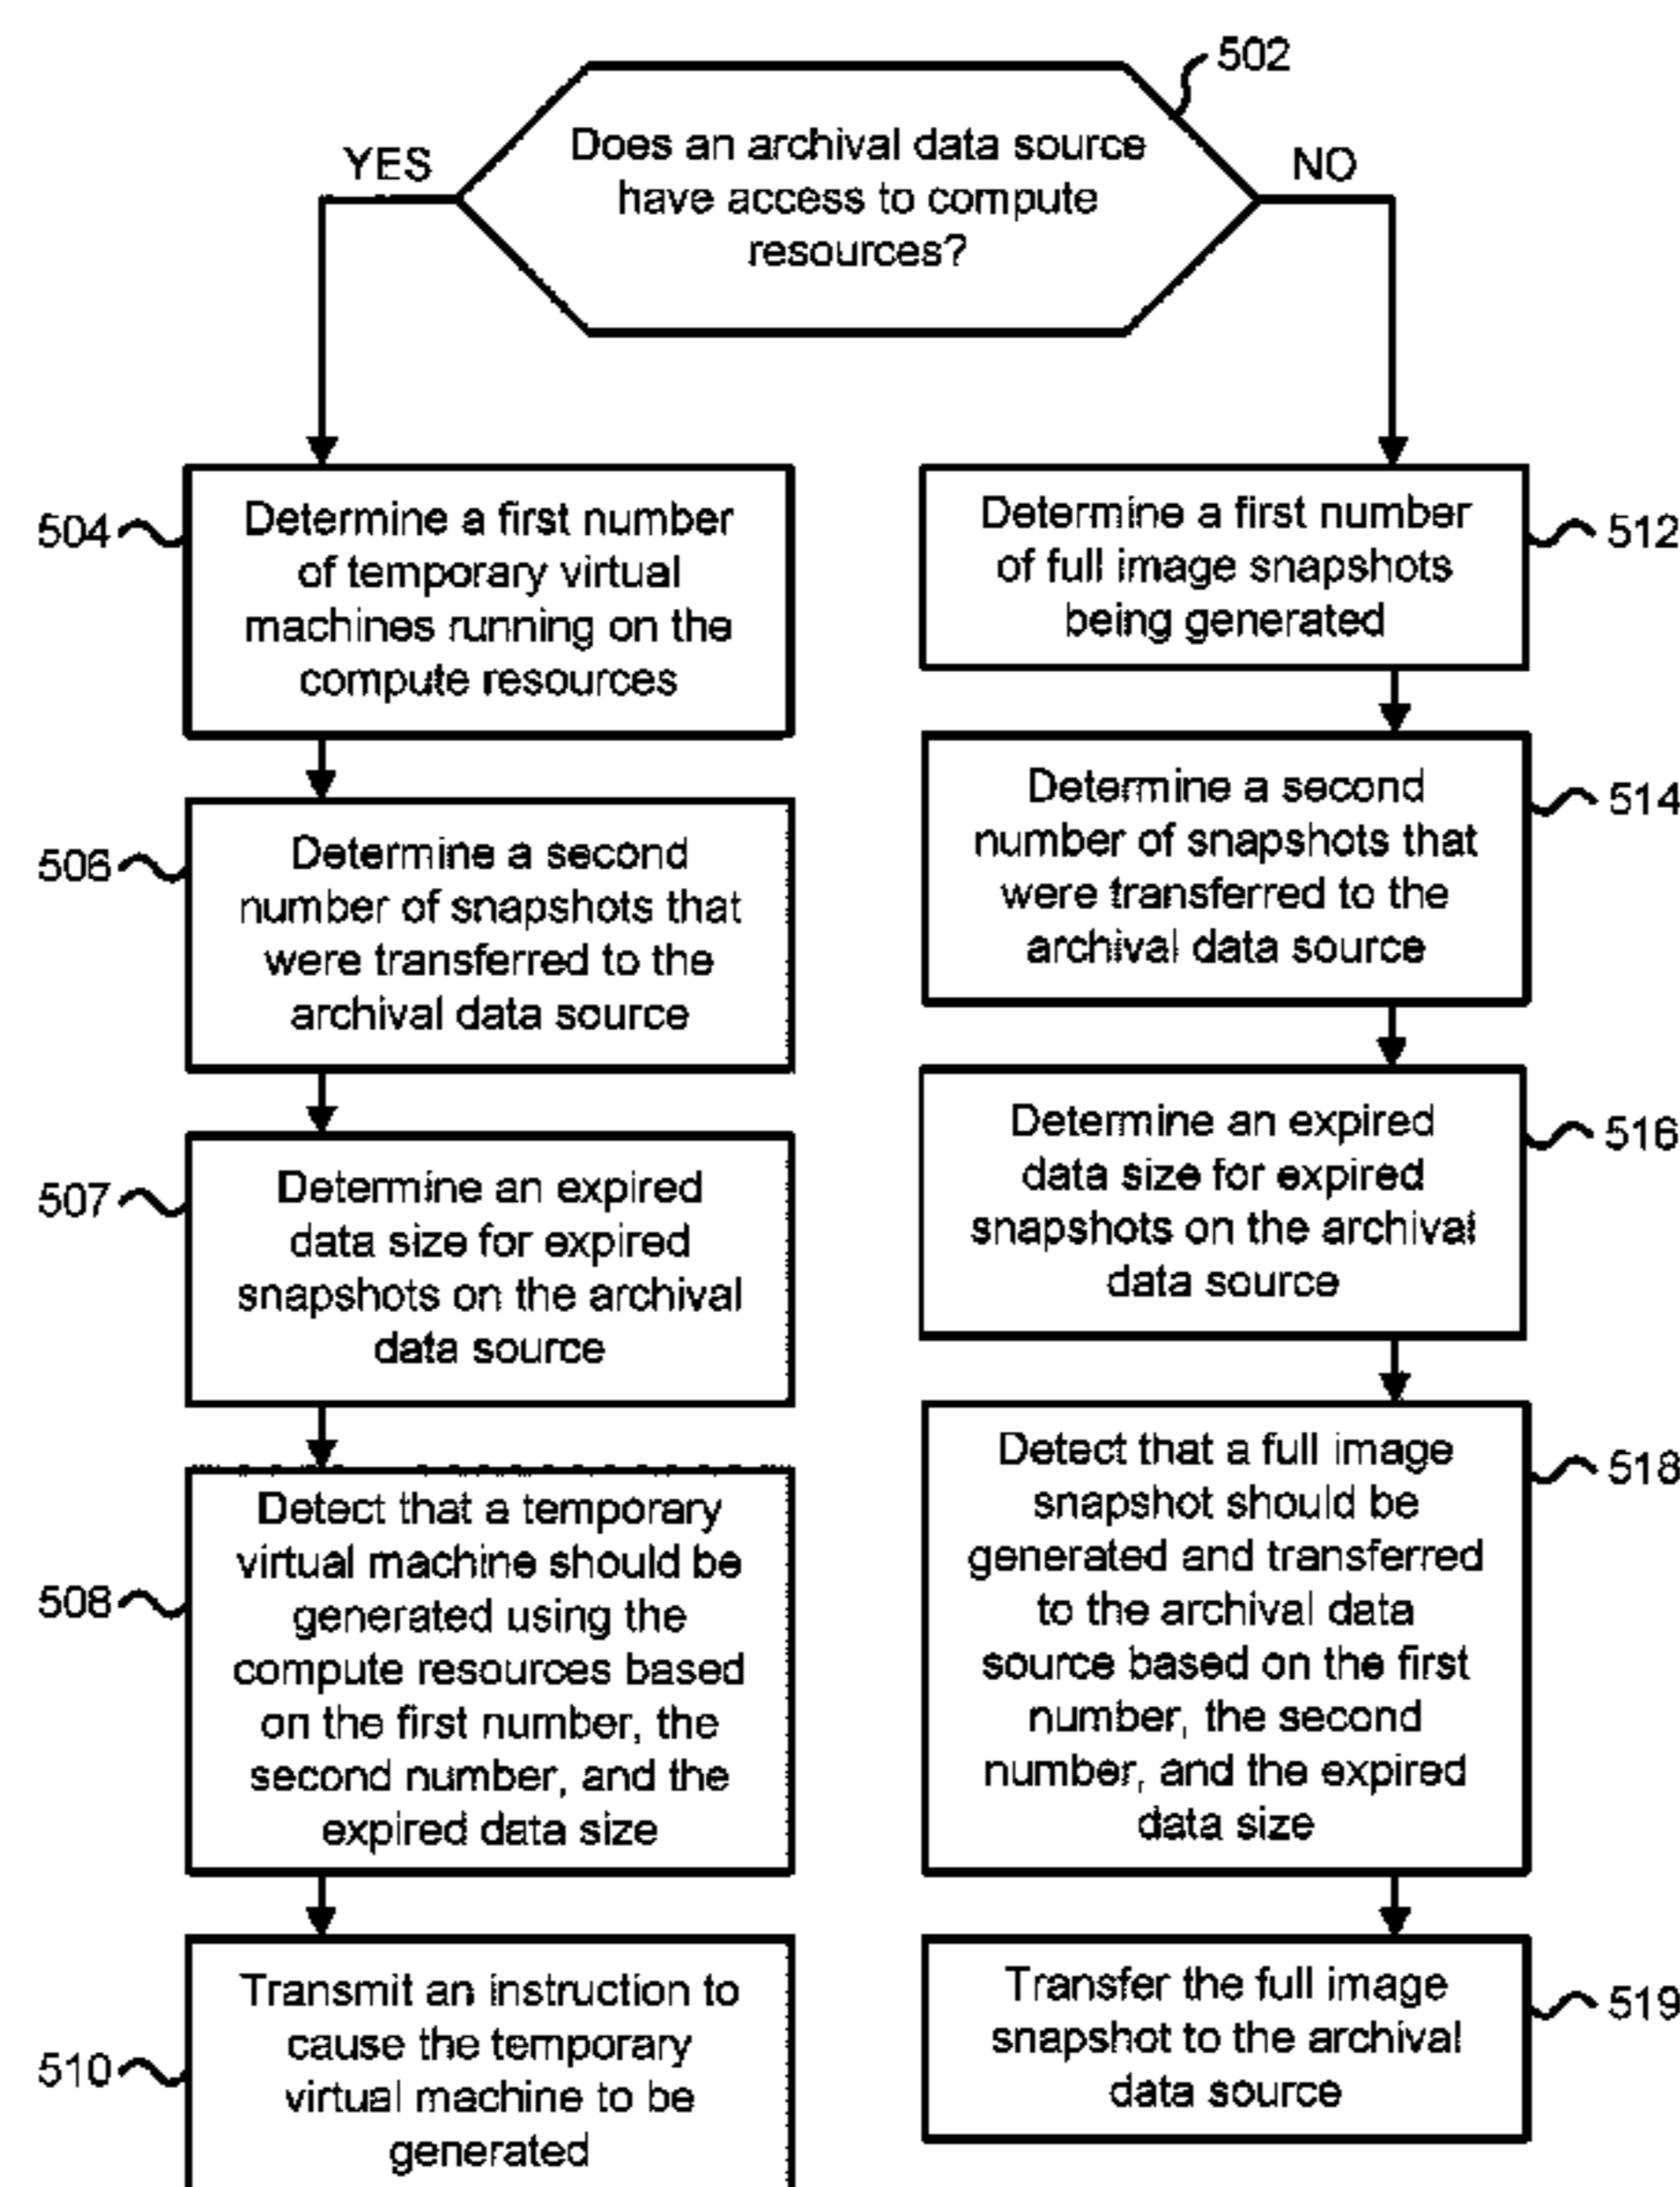 502
Does an archival data source
have access to compute
resources?
YES
NO
504
Determine a first number
of temporary virtual
machines running on the
compute resources
506
Determine a second
number of snapshots that
were transferred to the
archival data source
507
Determine an expired
data size for expired
snapshots on the archival
data source
508
Detect that a temporary
virtual machine should be
generated using the
compute resources based
on the first number, the
second number, and the
expired data size
510
Transmit an instruction to
cause the temporary
virtual machine to be
generated
512
Determine a first number
of full image snapshots
being generated
514
Determine a second
number of snapshots that
were transferred to the
archival data source
516
Determine an expired
data size for expired
snapshots on the archival
data source
518
Detect that a full image
snapshot should be
generated and transferred
to the archival data
source based on the first
number, the second
number, and the expired
data size
519
Transfer the full image
snapshot to the archival
data source